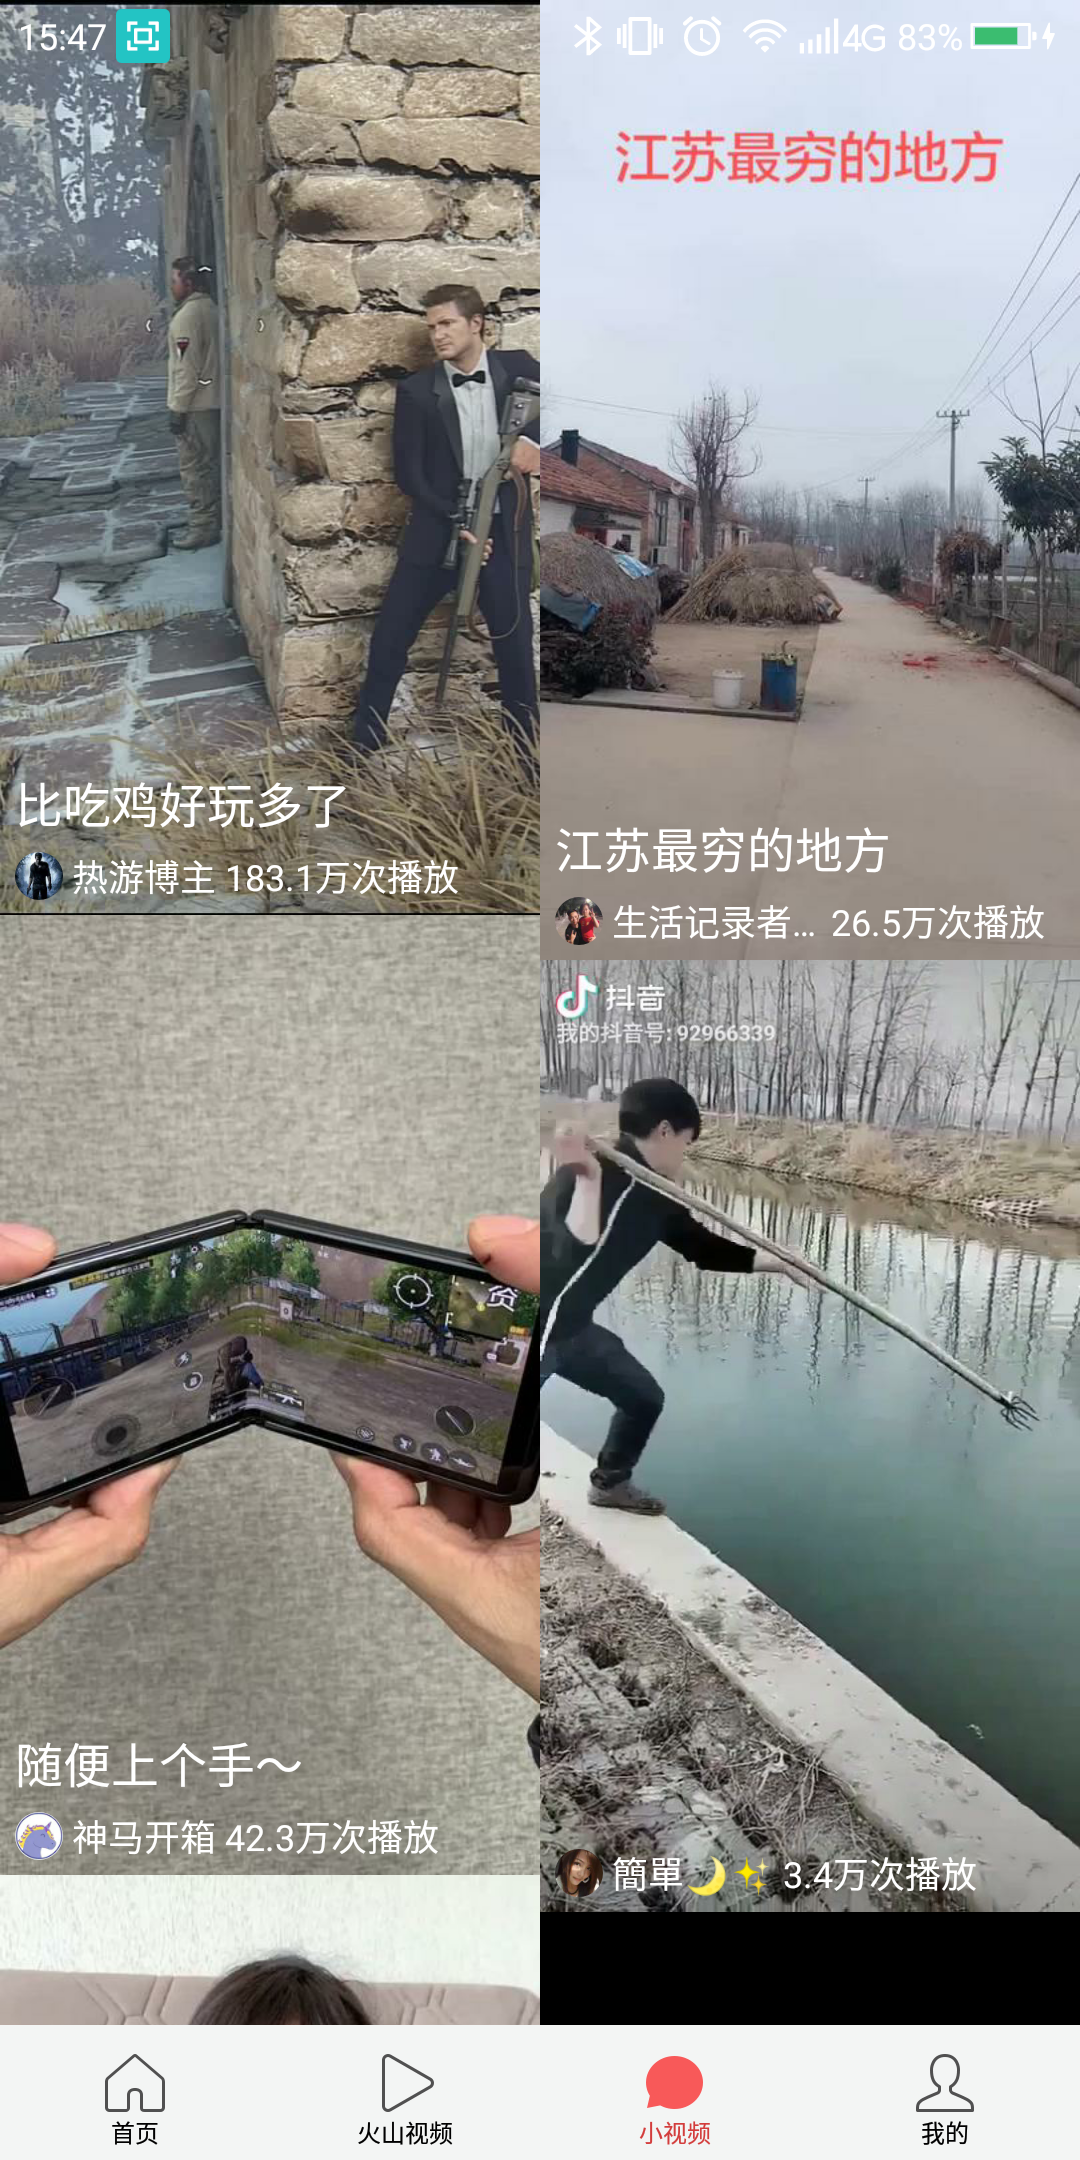 15:47
4G 83%
江苏最穷的地方
比吃鸡好玩多了
热游博主 183.1万次播放
江苏最穷的地方
生活记录者... 26.5万次播放
抖音
我的抖音号: 92966339
资
随便上个手～
神马开箱 42.3万次播放
簡單🌙✨ 3.4万次播放
首页
火山视频
小视频
我的